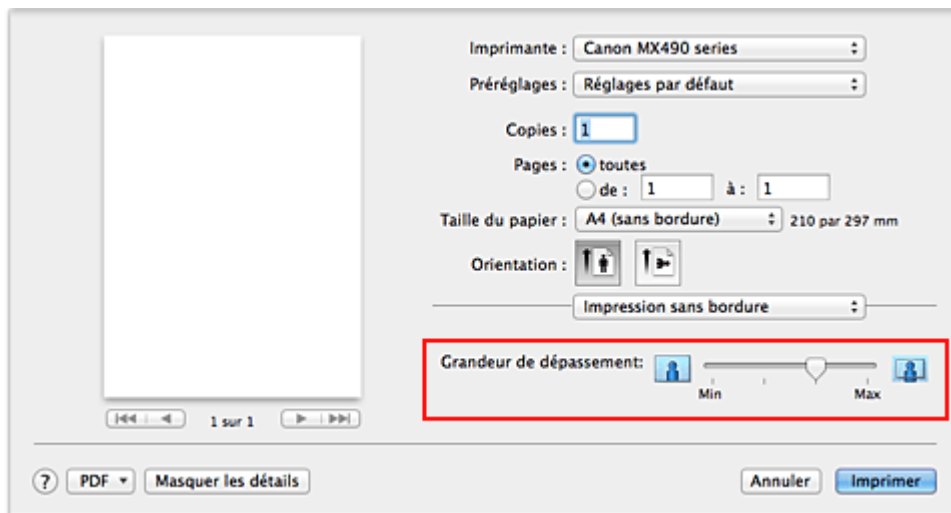 Imprimante : Canon MX490 series
Préréglages : Réglages par défaut
Copies : 1
Pages : toutes
de : 1 à : 1
Taille du papier : A4 (sans bordure) 210 par 297 mm
Orientation :
Impression sans bordure
Grandeur de dépassement:
Min Max
1 sur 1
? PDF Masquer les détails Annuler Imprimer